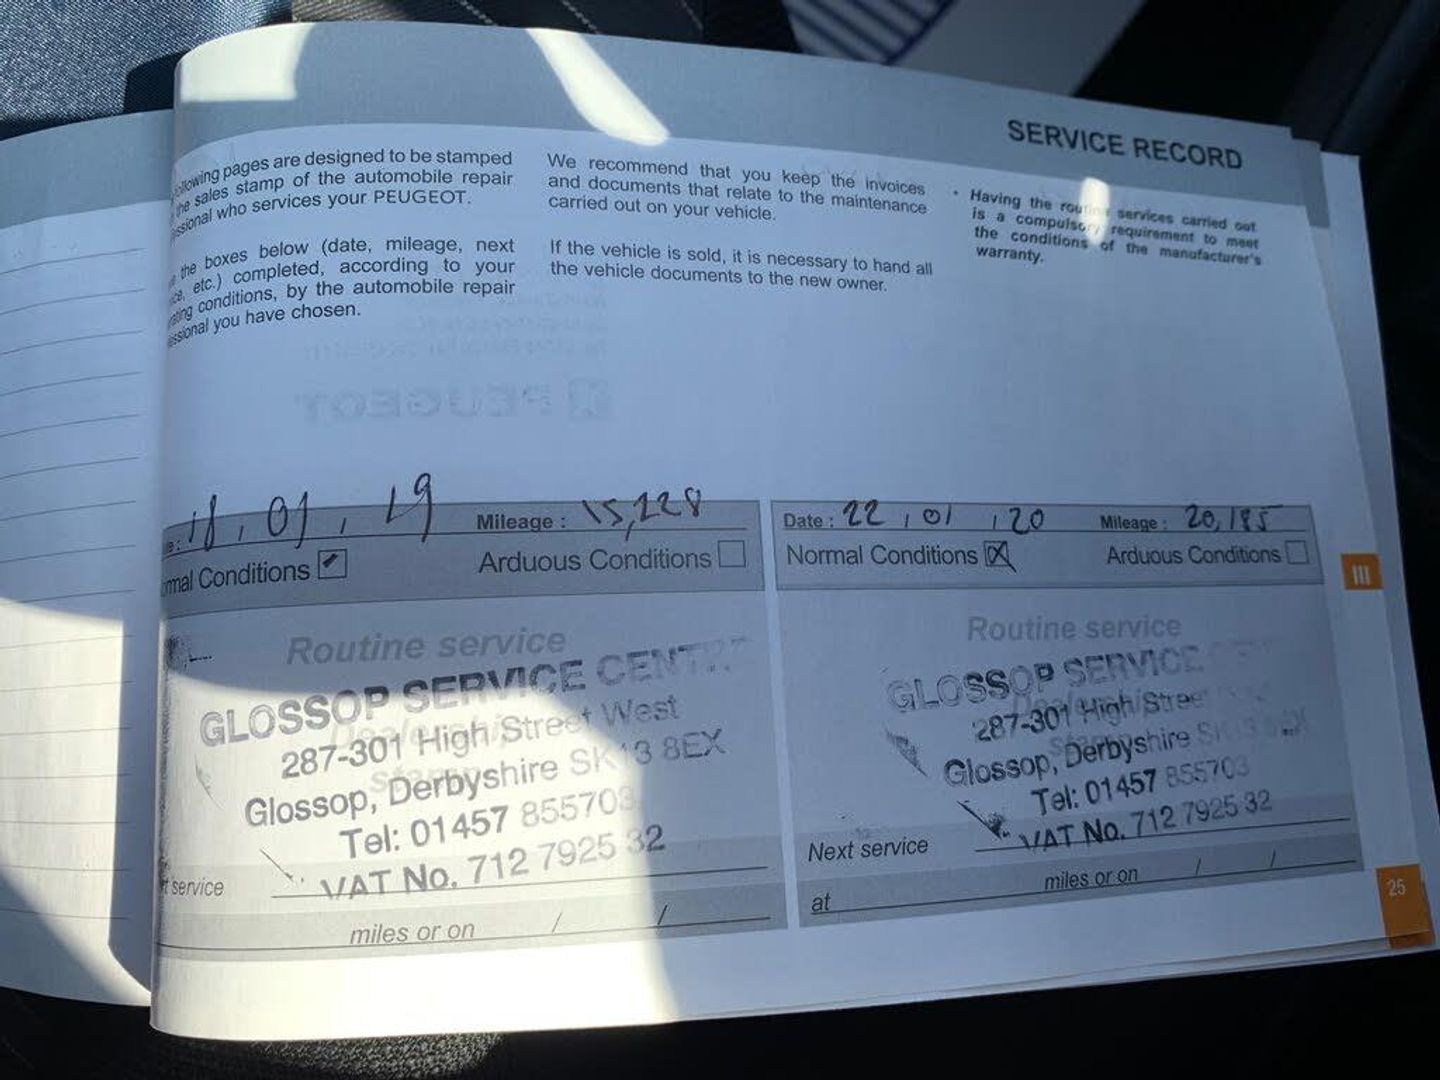 SERVICE RECORD
pages are designed to be stamped
sales stamp of the automobile repair
who services your PEUGEOT.
the boxes below (date, mileage, next
etc.) completed, according to your
conditions, by the automobile repair
you have chosen.
We recommend that you keep the invoices
and documents that relate to the maintenance
carried out on your vehicle.
If the vehicle is sold, it is necessary to hand all
the vehicle documents to the new owner.
• Having the routine services carried out
is a compulsory requirement to meet
the conditions of the manufacturer's
warranty.
PEUGEOT
18 / 01 / 19 Mileage : 15,228
Conditions Arduous Conditions
Routine service
GLOSSOP SERVICE
287-301 High Street West
Glossop, Derbyshire SK13 8EX
Tel: 01457 855703
VAT No. 712 7925 32
service
miles or on / /
Date : 22 / 01 / 20 Mileage : 20,185
Normal Conditions Arduous Conditions
Routine service
GLOSSOP SERVICE
287-301 High Street
Glossop, Derbyshire
Tel: 01457 855703
VAT No. 712 7925 32
Next service
at miles or on / /
III
25